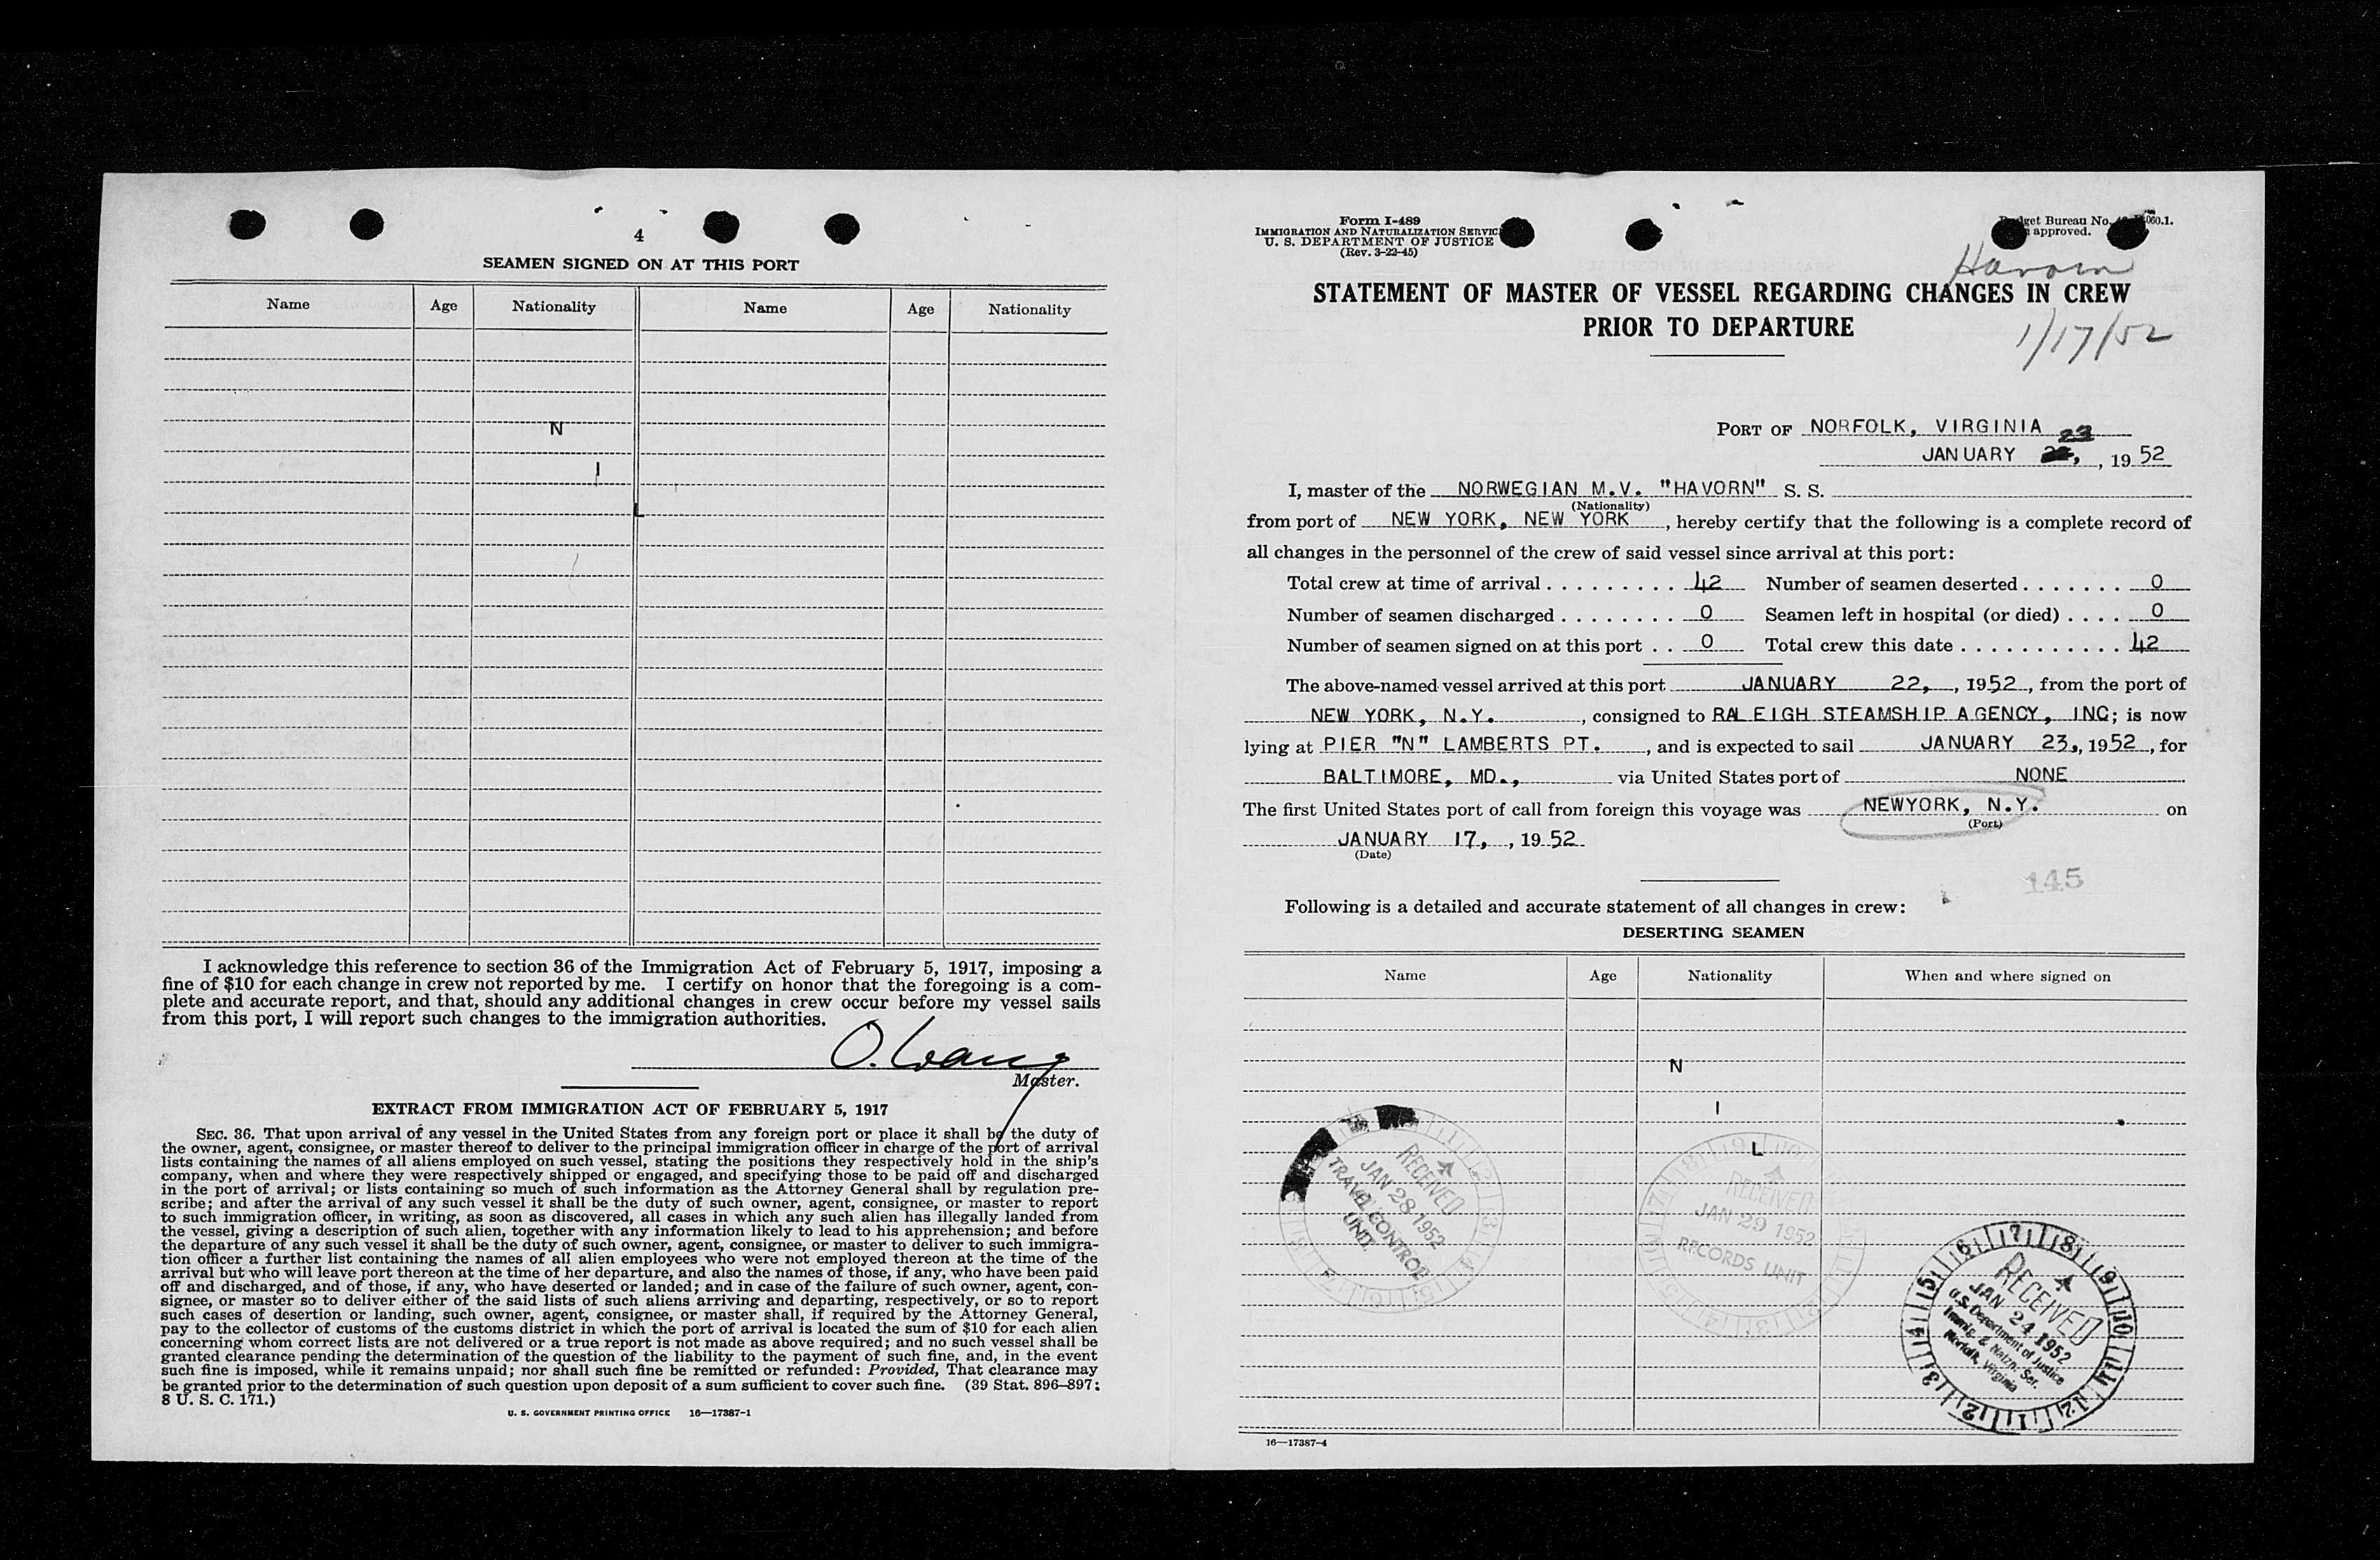 4
SEAMEN SIGNED ON AT THIS PORT
Name Age Nationality Name Age Nationality
N
I
L
I acknowledge this reference to section 36 of the Immigration Act of February 5, 1917, imposing a
fine of $10 for each change in crew not reported by me. I certify on honor that the foregoing is a com-
plete and accurate report, and that, should any additional changes in crew occur before my vessel sails
from this port, I will report such changes to the immigration authorities.
O.
Master.
EXTRACT FROM IMMIGRATION ACT OF FEBRUARY 5, 1917
SEC. 36. That upon arrival of any vessel in the United States from any foreign port or place it shall be the duty of
the owner, agent, consignee, or master thereof to deliver to the principal immigration officer in charge of the port of arrival
lists containing the names of all aliens employed on such vessel, stating the positions they respectively hold in the ship's
company, when and where they were respectively shipped or engaged, and specifying those to be paid off and discharged
in the port of arrival; or lists containing so much of such information as the Attorney General shall by regulation pre-
scribe; and after the arrival of any such vessel it shall be the duty of such owner, agent, consignee, or master to report
to such immigration officer, in writing, as soon as discovered, all cases in which any such alien has illegally landed from
the vessel, giving a description of such alien, together with any information likely to lead to his apprehension; and before
the departure of any such vessel it shall be the duty of such owner, agent, consignee, or master to deliver to such immigra-
tion officer a further list containing the names of all alien employees who were not employed thereon at the time of the
arrival but who will leave port thereon at the time of her departure, and also the names of those, if any, who have been paid
off and discharged, and of those, if any, who have deserted or landed; and in case of the failure of such owner, agent, con-
signee, or master so to deliver either of the said lists of such aliens arriving and departing, respectively, or so to report
such cases of desertion or landing, such owner, agent, consignee, or master shall, if required by the Attorney General,
pay to the collector of customs of the customs district in which the port of arrival is located the sum of $10 for each alien
concerning whom correct lists are not delivered or a true report is not made as above required; and no such vessel shall be
granted clearance pending the determination of the question of the liability to the payment of such fine, and, in the event
such fine is imposed, while it remains unpaid; nor shall such fine be remitted or refunded: Provided, That clearance may
be granted prior to the determination of such question upon deposit of a sum sufficient to cover such fine. (39 Stat. 896-897;
8 U. S. C. 171.)
U. S. GOVERNMENT PRINTING OFFICE 16—17387-1
Form I-489
IMMIGRATION AND NATURALIZATION SERVIC
U. S. DEPARTMENT OF JUSTICE
(Rev. 3-22-45)
get Bureau No. 060.1.
approved.
Havorn
STATEMENT OF MASTER OF VESSEL REGARDING CHANGES IN CREW
PRIOR TO DEPARTURE
1/17/52
PORT OF NORFOLK, VIRGINIA
23
JANUARY , 1952
I, master of the NORWEGIAN M.V. "HAVORN" S. S.
(Nationality)
from port of NEW YORK, NEW YORK, hereby certify that the following is a complete record of
all changes in the personnel of the crew of said vessel since arrival at this port:
Total crew at time of arrival . . . . . . . . . . 42 Number of seamen deserted . . . . . . . 0
Number of seamen discharged . . . . . . . . 0 Seamen left in hospital (or died) . . . . 0
Number of seamen signed on at this port . . 0 Total crew this date . . . . . . . . . . . 42
The above-named vessel arrived at this port JANUARY 22, , 1952, from the port of
NEW YORK, N.Y. , consigned to RALEIGH STEAMSHIP AGENCY, INC; is now
lying at PIER "N" LAMBERTS PT. , and is expected to sail JANUARY 23,, 1952, for
BALTIMORE, MD., via United States port of NONE
The first United States port of call from foreign this voyage was NEWYORK, N.Y. on
(Port)
JANUARY 17, , 1952
(Date)
145
Following is a detailed and accurate statement of all changes in crew:
DESERTING SEAMEN
Name Age Nationality When and where signed on
N
I
L
RECEIVED
JAN 28 1952
TRAVEL CONTROL
UNIT
RECEIVED
JAN 29 1952
RECORDS UNIT
RECEIVED
JAN 24 1952
U.S. Department of Justice
Immig. & Natzn. Ser.
Norfolk, Virginia
16—17387-4